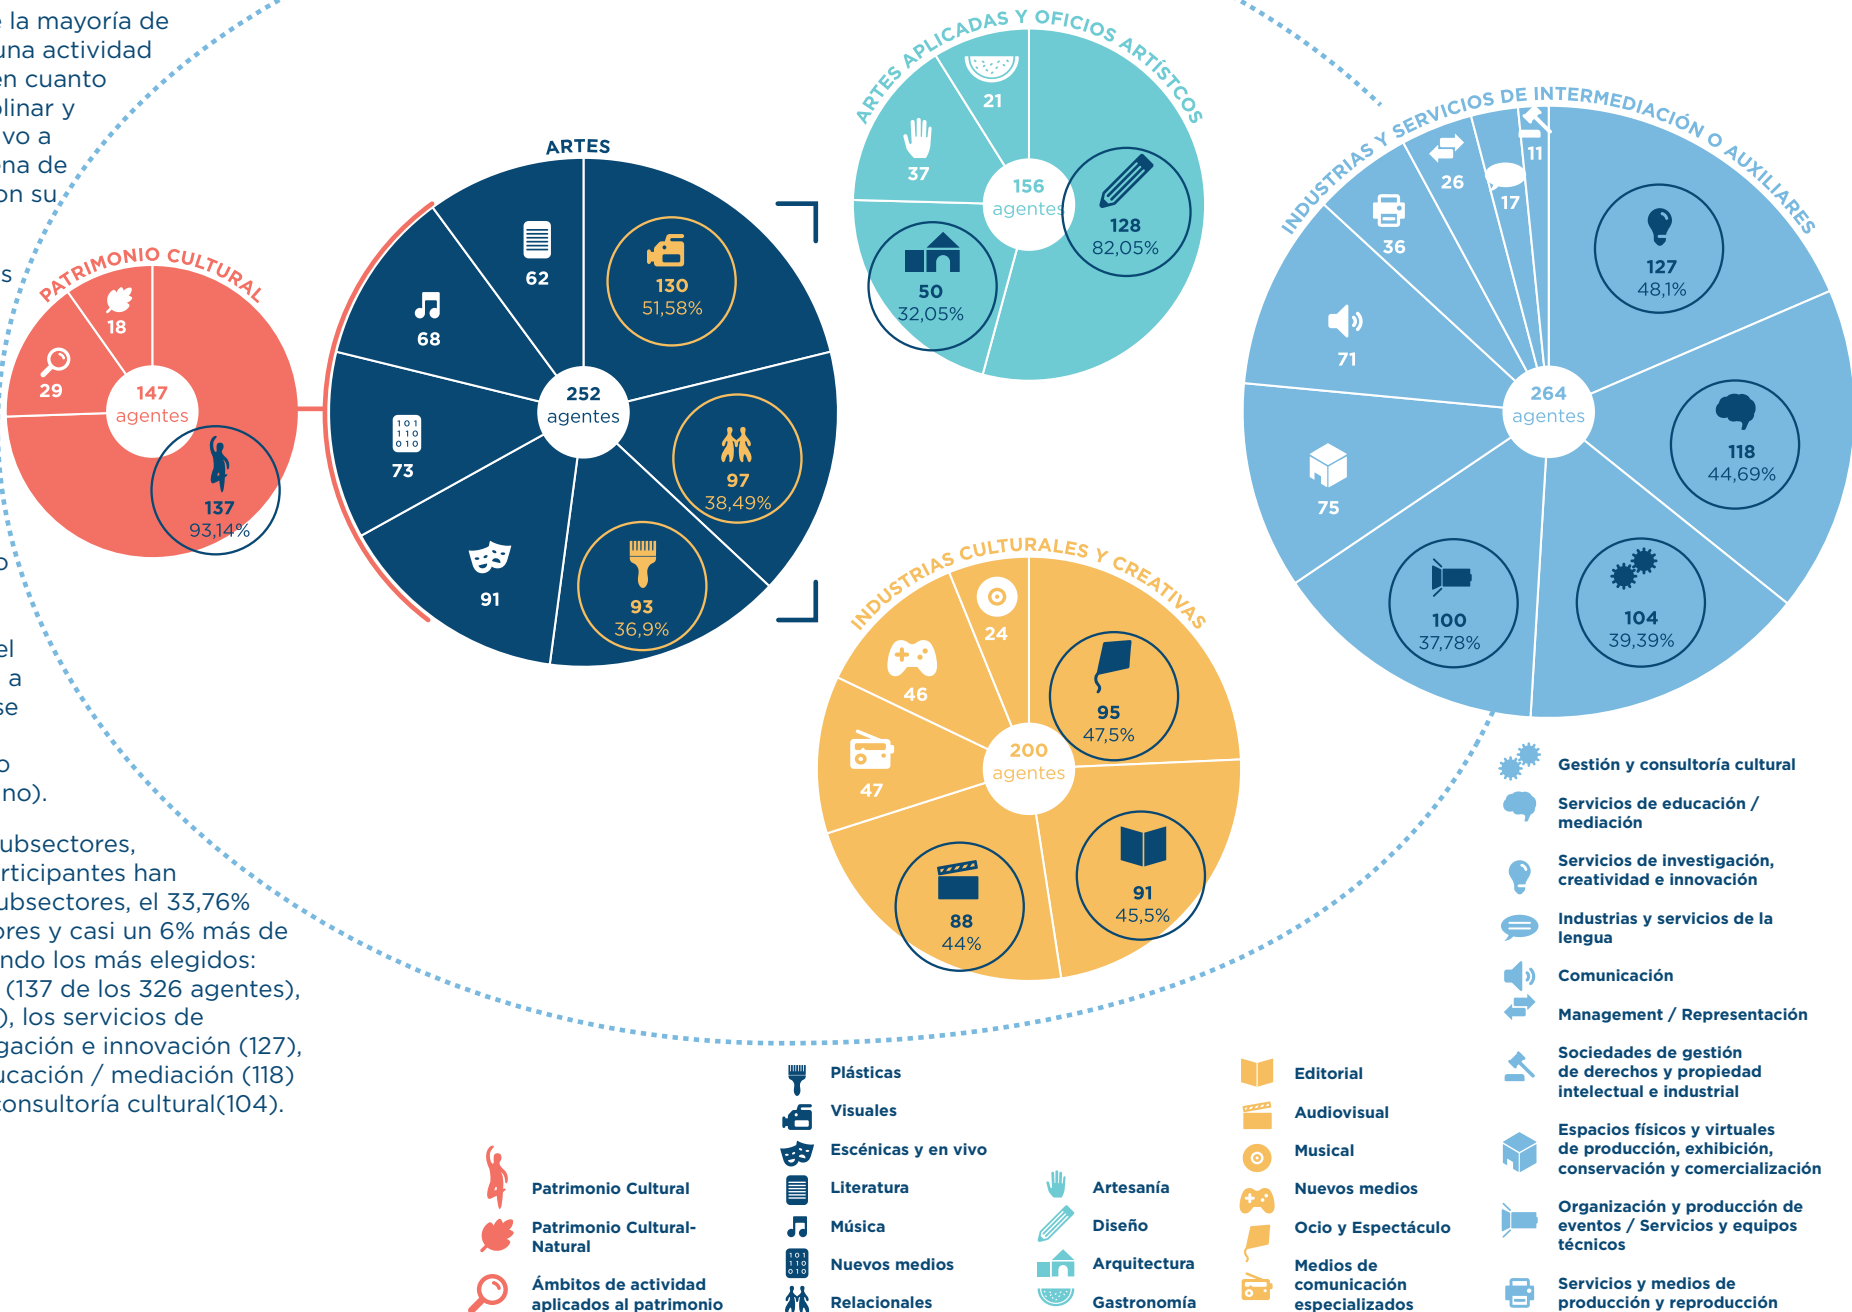 e la mayoría de
una actividad
en cuanto
plinar y
vo a
ena de
on su
s
o
el
a
se
o
no).
ubsectores,
rticipantes han
ubsectores, el 33,76%
ores y casi un 6% más de
ndo los más elegidos:
(137 de los 326 agentes),
), los servicios de
gación e innovación (127),
ucación / mediación (118)
consultoría cultural(104).
PATRIMONIO CULTURAL
18
29
147
agentes
137
93,14%
ARTES
62
130
51,58%
68
252
agentes
73
97
38,49%
91
93
36,9%
ARTES APLICADAS Y OFICIOS ARTÍSTCOS
21
37
156
agentes
128
82,05%
50
32,05%
INDUSTRIAS CULTURALES Y CREATIVAS
24
46
95
47,5%
200
agentes
47
91
45,5%
88
44%
INDUSTRIAS Y SERVICIOS DE INTERMEDIACIÓN O AUXILIARES
11
26
17
36
127
48,1%
71
264
agentes
118
44,69%
75
100
37,78%
104
39,39%
Patrimonio Cultural
Patrimonio Cultural-
Natural
Ámbitos de actividad
aplicados al patrimonio
Plásticas
Visuales
Escénicas y en vivo
Literatura
Música
Nuevos medios
Relacionales
Artesanía
Diseño
Arquitectura
Gastronomía
Editorial
Audiovisual
Musical
Nuevos medios
Ocio y Espectáculo
Medios de
comunicación
especializados
Gestión y consultoría cultural
Servicios de educación /
mediación
Servicios de investigación,
creatividad e innovación
Industrias y servicios de la
lengua
Comunicación
Management / Representación
Sociedades de gestión
de derechos y propiedad
intelectual e industrial
Espacios físicos y virtuales
de producción, exhibición,
conservación y comercialización
Organización y producción de
eventos / Servicios y equipos
técnicos
Servicios y medios de
producción y reproducción
101
110
010
101
110
010